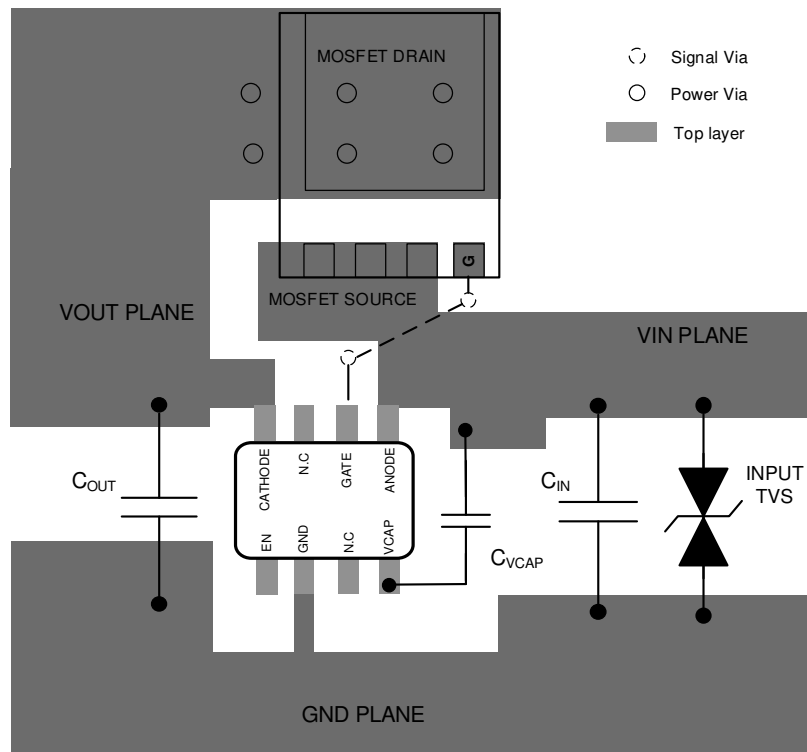 MOSFET DRAIN
Signal Via
Power Via
Top layer
G
MOSFET SOURCE
VOUT PLANE
VIN PLANE
CATHODE
N.C
GATE
ANODE
COUT
EN
GND
N.C
VCAP
CVCAP
CIN
INPUT
TVS
GND PLANE